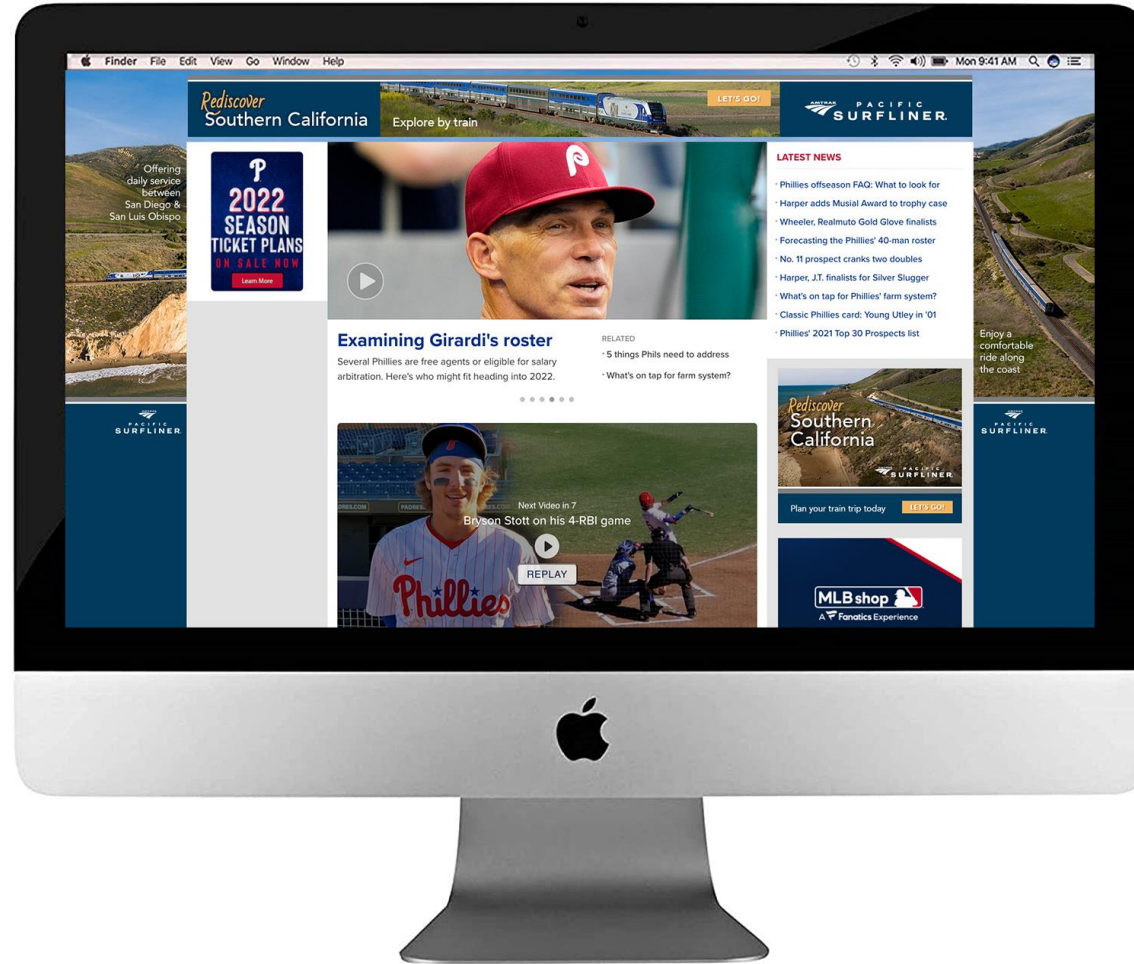 Finder File Edit View Go Window Help
Mon 9:41 AM
Rediscover
Southern California
Explore by train
LET'S GO!
AMTRAK
PACIFIC
SURFLINER
Offering
daily service
between
San Diego &
San Luis Obispo
PACIFIC
SURFLINER
P
2022
SEASON
TICKET PLANS
ON SALE NOW
Learn More
P
Examining Girardi's roster
Several Phillies are free agents or eligible for salary
arbitration. Here's who might fit heading into 2022.
RELATED
· 5 things Phils need to address
· What's on tap for farm system?
PADRES.COM
Next Video in 7
Bryson Stott on his 4-RBI game
REPLAY
Phillies
LATEST NEWS
· Phillies offseason FAQ: What to look for
· Harper adds Musial Award to trophy case
· Wheeler, Realmuto Gold Glove finalists
· Forecasting the Phillies' 40-man roster
· No. 11 prospect cranks two doubles
· Harper, J.T. finalists for Silver Slugger
· What's on tap for Phillies' farm system?
· Classic Phillies card: Young Utley in '01
· Phillies' 2021 Top 30 Prospects list
Rediscover
Southern
California
PACIFIC
SURFLINER
Plan your train trip today
LET'S GO!
MLB shop
A Fanatics Experience
Enjoy a
comfortable
ride along
the coast
PACIFIC
SURFLINER